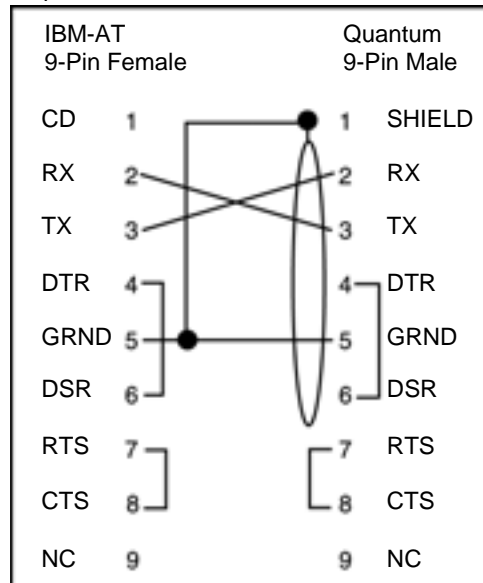 IBM-AT Quantum
9-Pin Female 9-Pin Male
CD 1 1 SHIELD
RX 2 2 RX
TX 3 3 TX
DTR 4 4 DTR
GRND 5 5 GRND
DSR 6 6 DSR
RTS 7 7 RTS
CTS 8 8 CTS
NC 9 9 NC